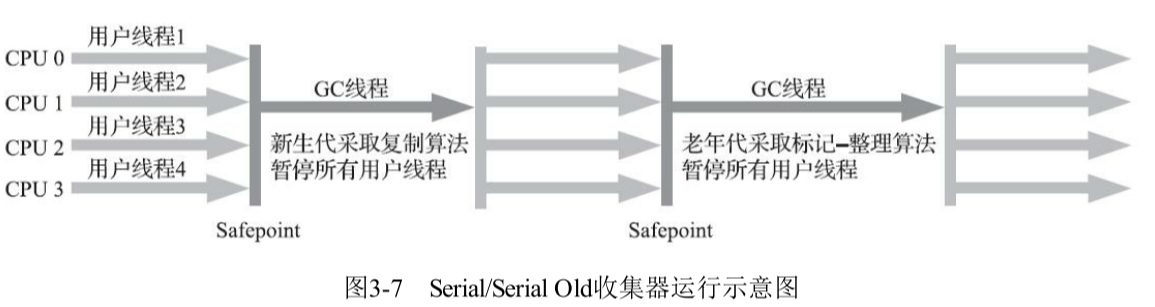 CPU 0
用户线程1
CPU 1
用户线程2
CPU 2
用户线程3
CPU 3
用户线程4
Safepoint
GC线程
新生代采取复制算法
暂停所有用户线程
Safepoint
GC线程
老年代采取标记–整理算法
暂停所有用户线程
图3-7 Serial/Serial Old收集器运行示意图